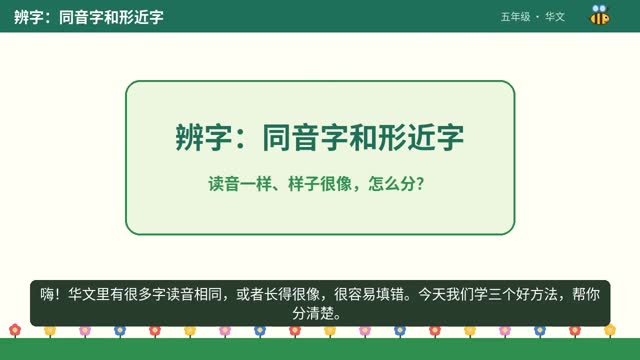 辨字：同音字和形近字
五年级 · 华文
辨字：同音字和形近字
读音一样、样子很像，怎么分？
嗨！华文里有很多字读音相同，或者长得很像，很容易填错。今天我们学三个好方法，帮你
分清楚。